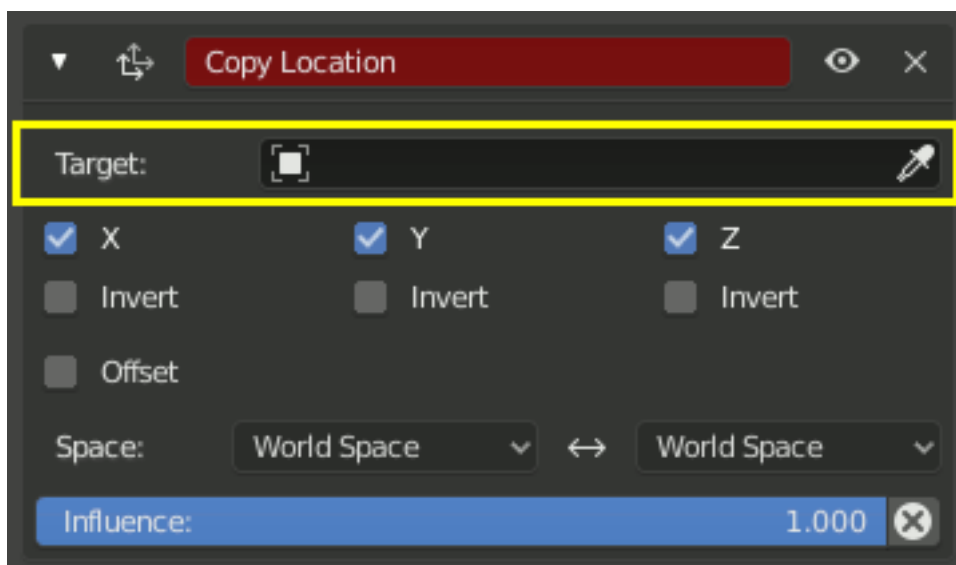 Copy Location
Target:
X Y Z
Invert Invert Invert
Offset
Space: World Space World Space
Influence: 1.000